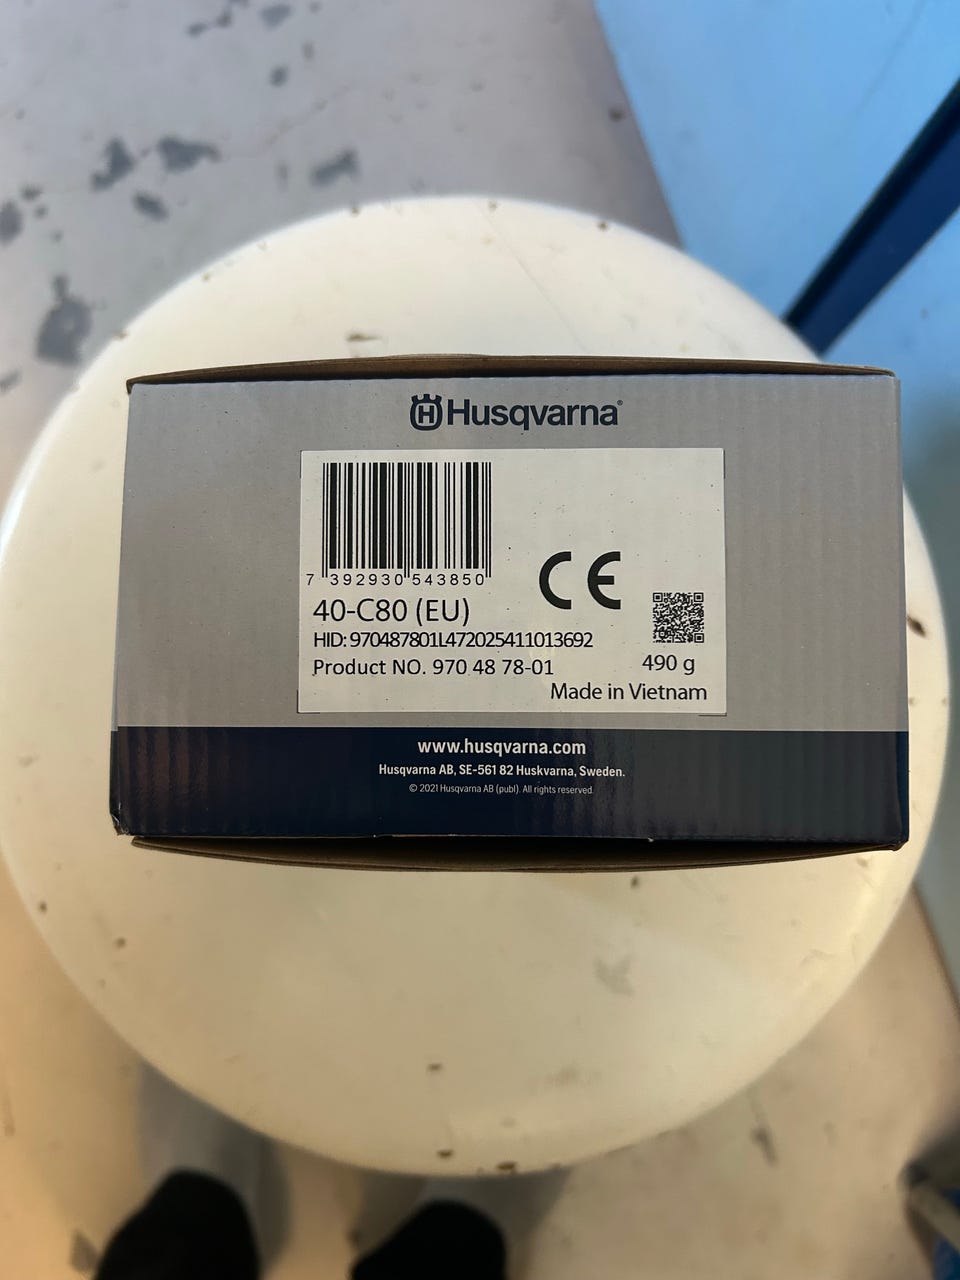 Husqvarna®
7 392930 543850
40-C80 (EU)
HID: 970487801L472025411013692
Product NO. 970 48 78-01
490 g
Made in Vietnam
www.husqvarna.com
Husqvarna AB, SE-561 82 Huskvarna, Sweden.
© 2021 Husqvarna AB (publ). All rights reserved.